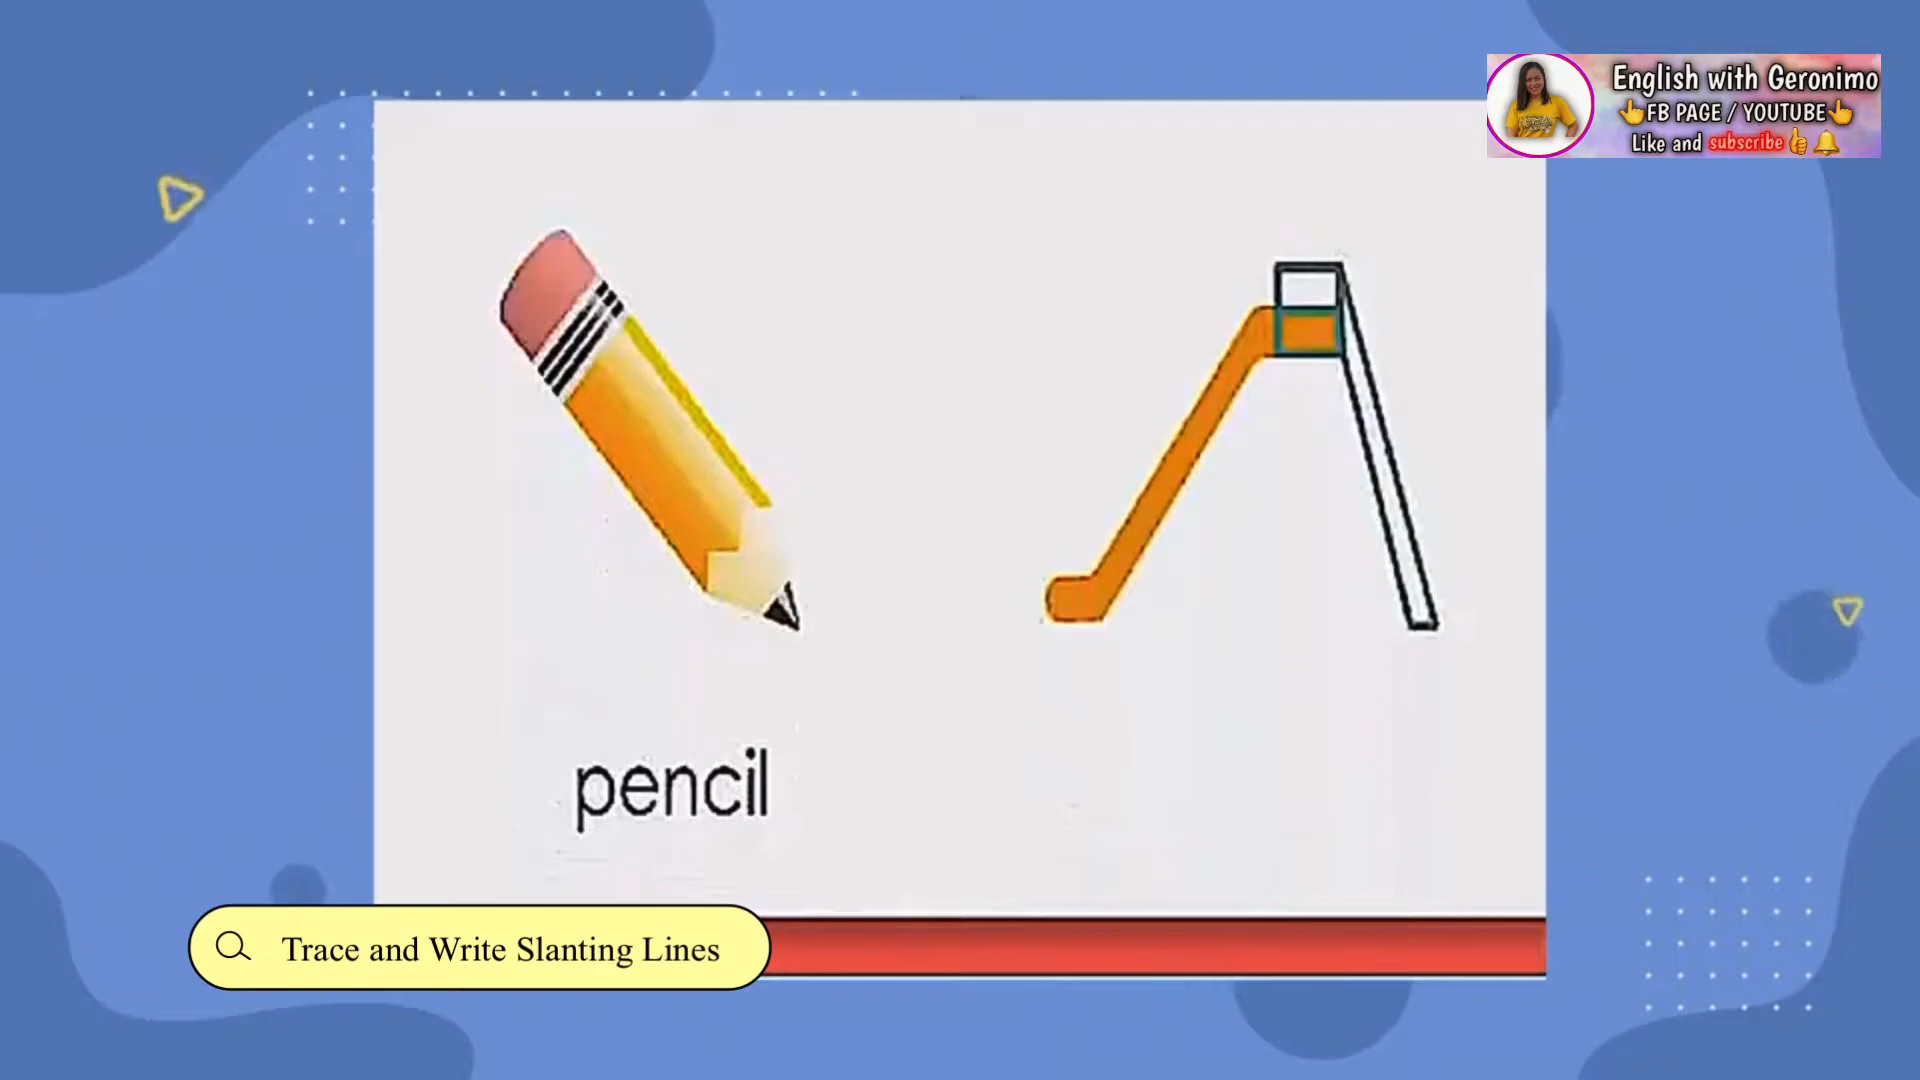 English with Geronimo
👆FB PAGE / YOUTUBE👆
Like and subscribe👍🔔
pencil
Trace and Write Slanting Lines